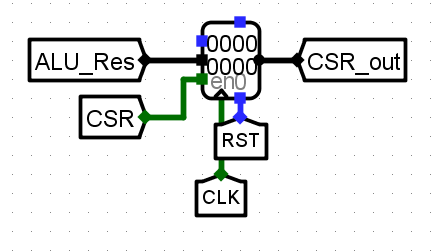 0000
ALU_Res
0000
CSR_out
en0
CSR
RST
CLK